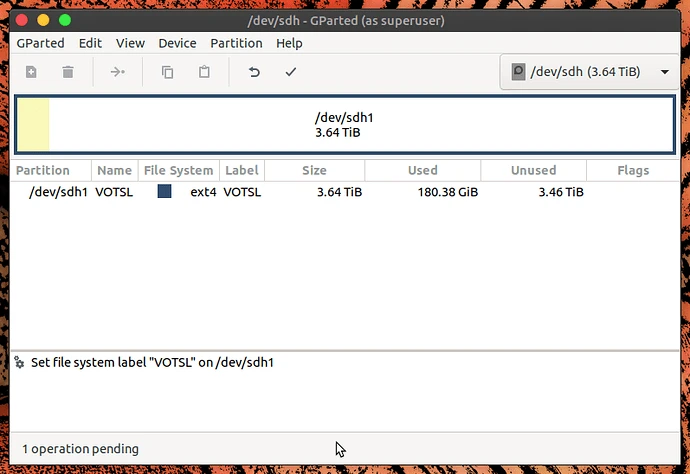 /dev/sdh - GParted (as superuser)
GParted Edit View Device Partition Help
/dev/sdh (3.64 TiB)
/dev/sdh1
3.64 TiB
Partition Name File System Label Size Used Unused Flags
/dev/sdh1 VOTSL ext4 VOTSL 3.64 TiB 180.38 GiB 3.46 TiB
Set file system label "VOTSL" on /dev/sdh1
1 operation pending